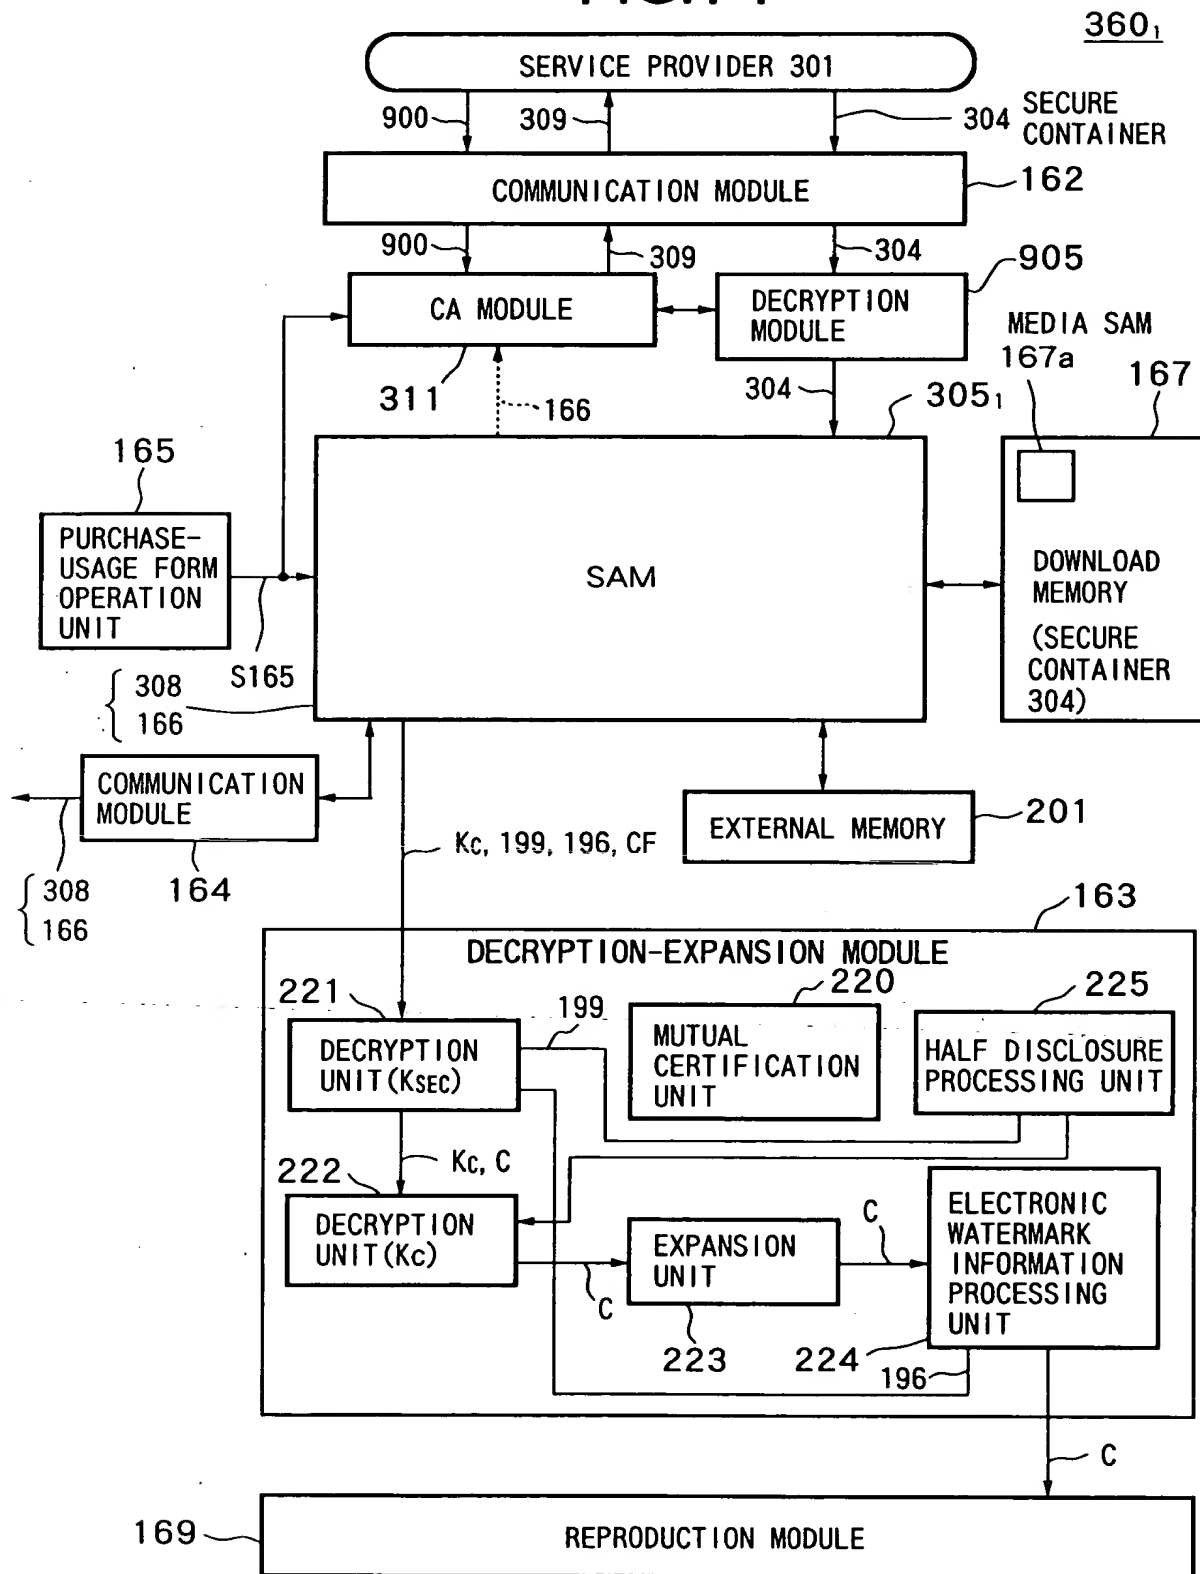 360₁
SERVICE PROVIDER 301
900
309
304
SECURE
CONTAINER
COMMUNICATION MODULE
162
900
309
304
905
CA MODULE
DECRYPTION
MODULE
MEDIA SAM
167a
167
311
166
304
305₁
165
PURCHASE-
USAGE FORM
OPERATION
UNIT
SAM
DOWNLOAD
MEMORY
(SECURE
CONTAINER
304)
S165
308
166
COMMUNICATION
MODULE
EXTERNAL MEMORY
201
164
Kc, 199, 196, CF
308
166
163
DECRYPTION-EXPANSION MODULE
221
199
220
225
DECRYPTION
UNIT(KSEC)
MUTUAL
CERTIFICATION
UNIT
HALF DISCLOSURE
PROCESSING UNIT
Kc, C
222
DECRYPTION
UNIT(Kc)
C
EXPANSION
UNIT
C
ELECTRONIC
WATERMARK
INFORMATION
PROCESSING
UNIT
223
224
196
C
169
REPRODUCTION MODULE